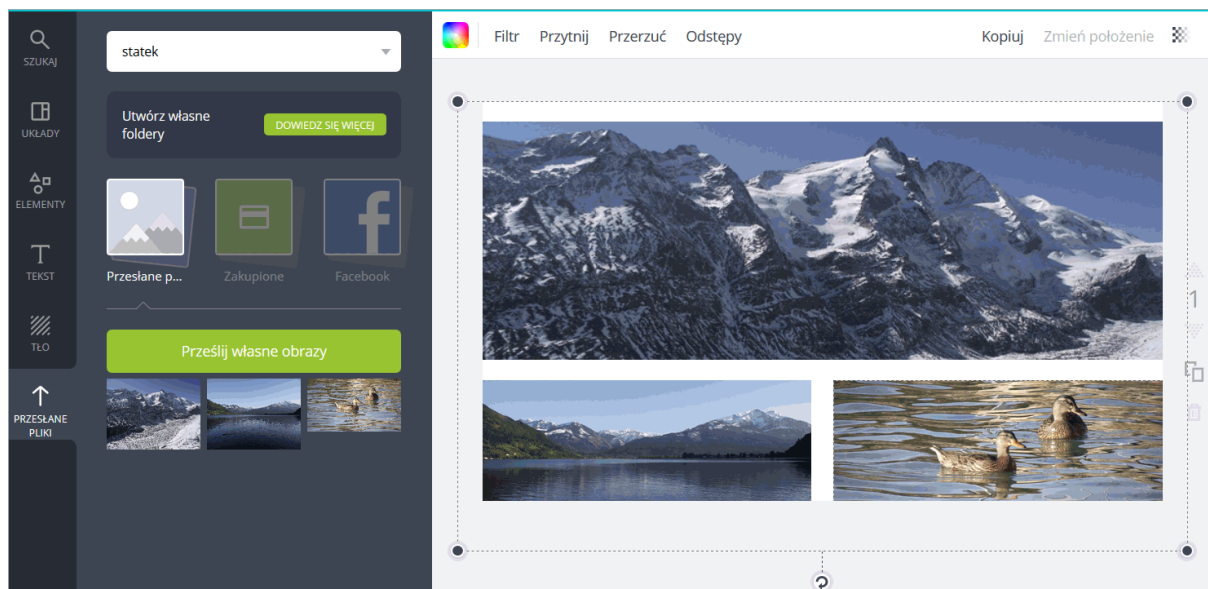 SZUKAJ
UKŁADY
ELEMENTY
TEKST
TŁO
PRZESŁANE
PLIKI
statek
Utwórz własne
foldery
DOWIEDZ SIĘ WIĘCEJ
Przesłane p...
Zakupione
Facebook
Prześlij własne obrazy
Filtr
Przytnij
Przerzuć
Odstępy
Kopiuj
Zmień położenie
1